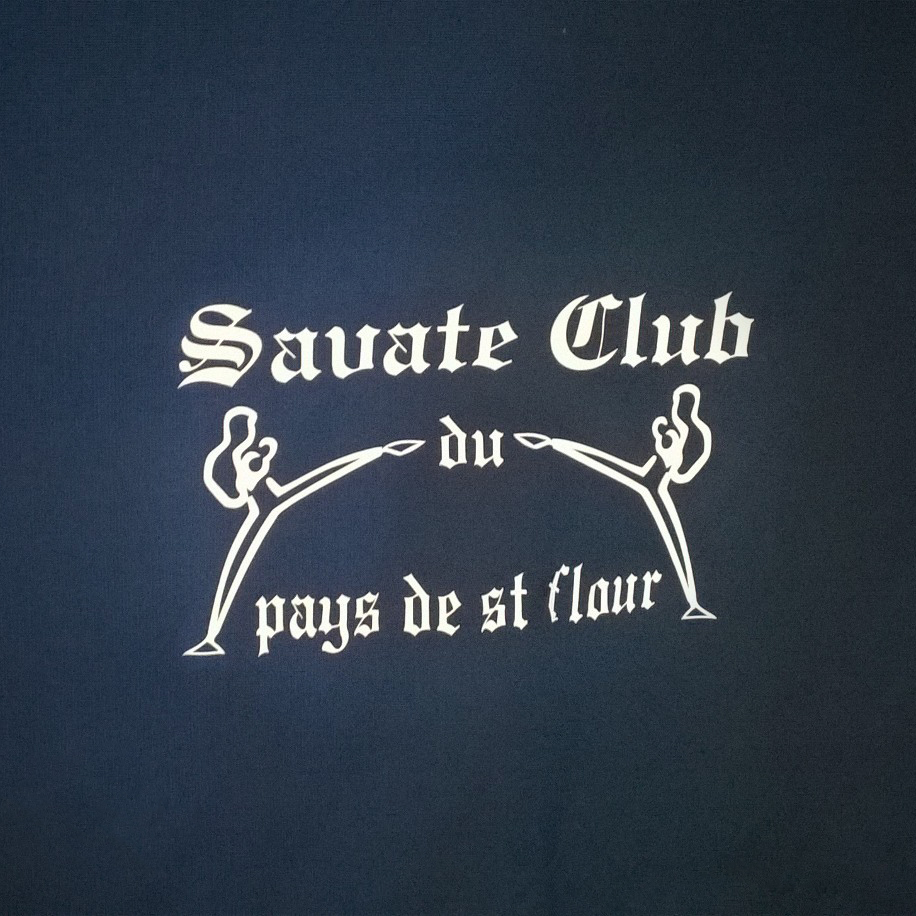 Savate Club
du
pays de st flour